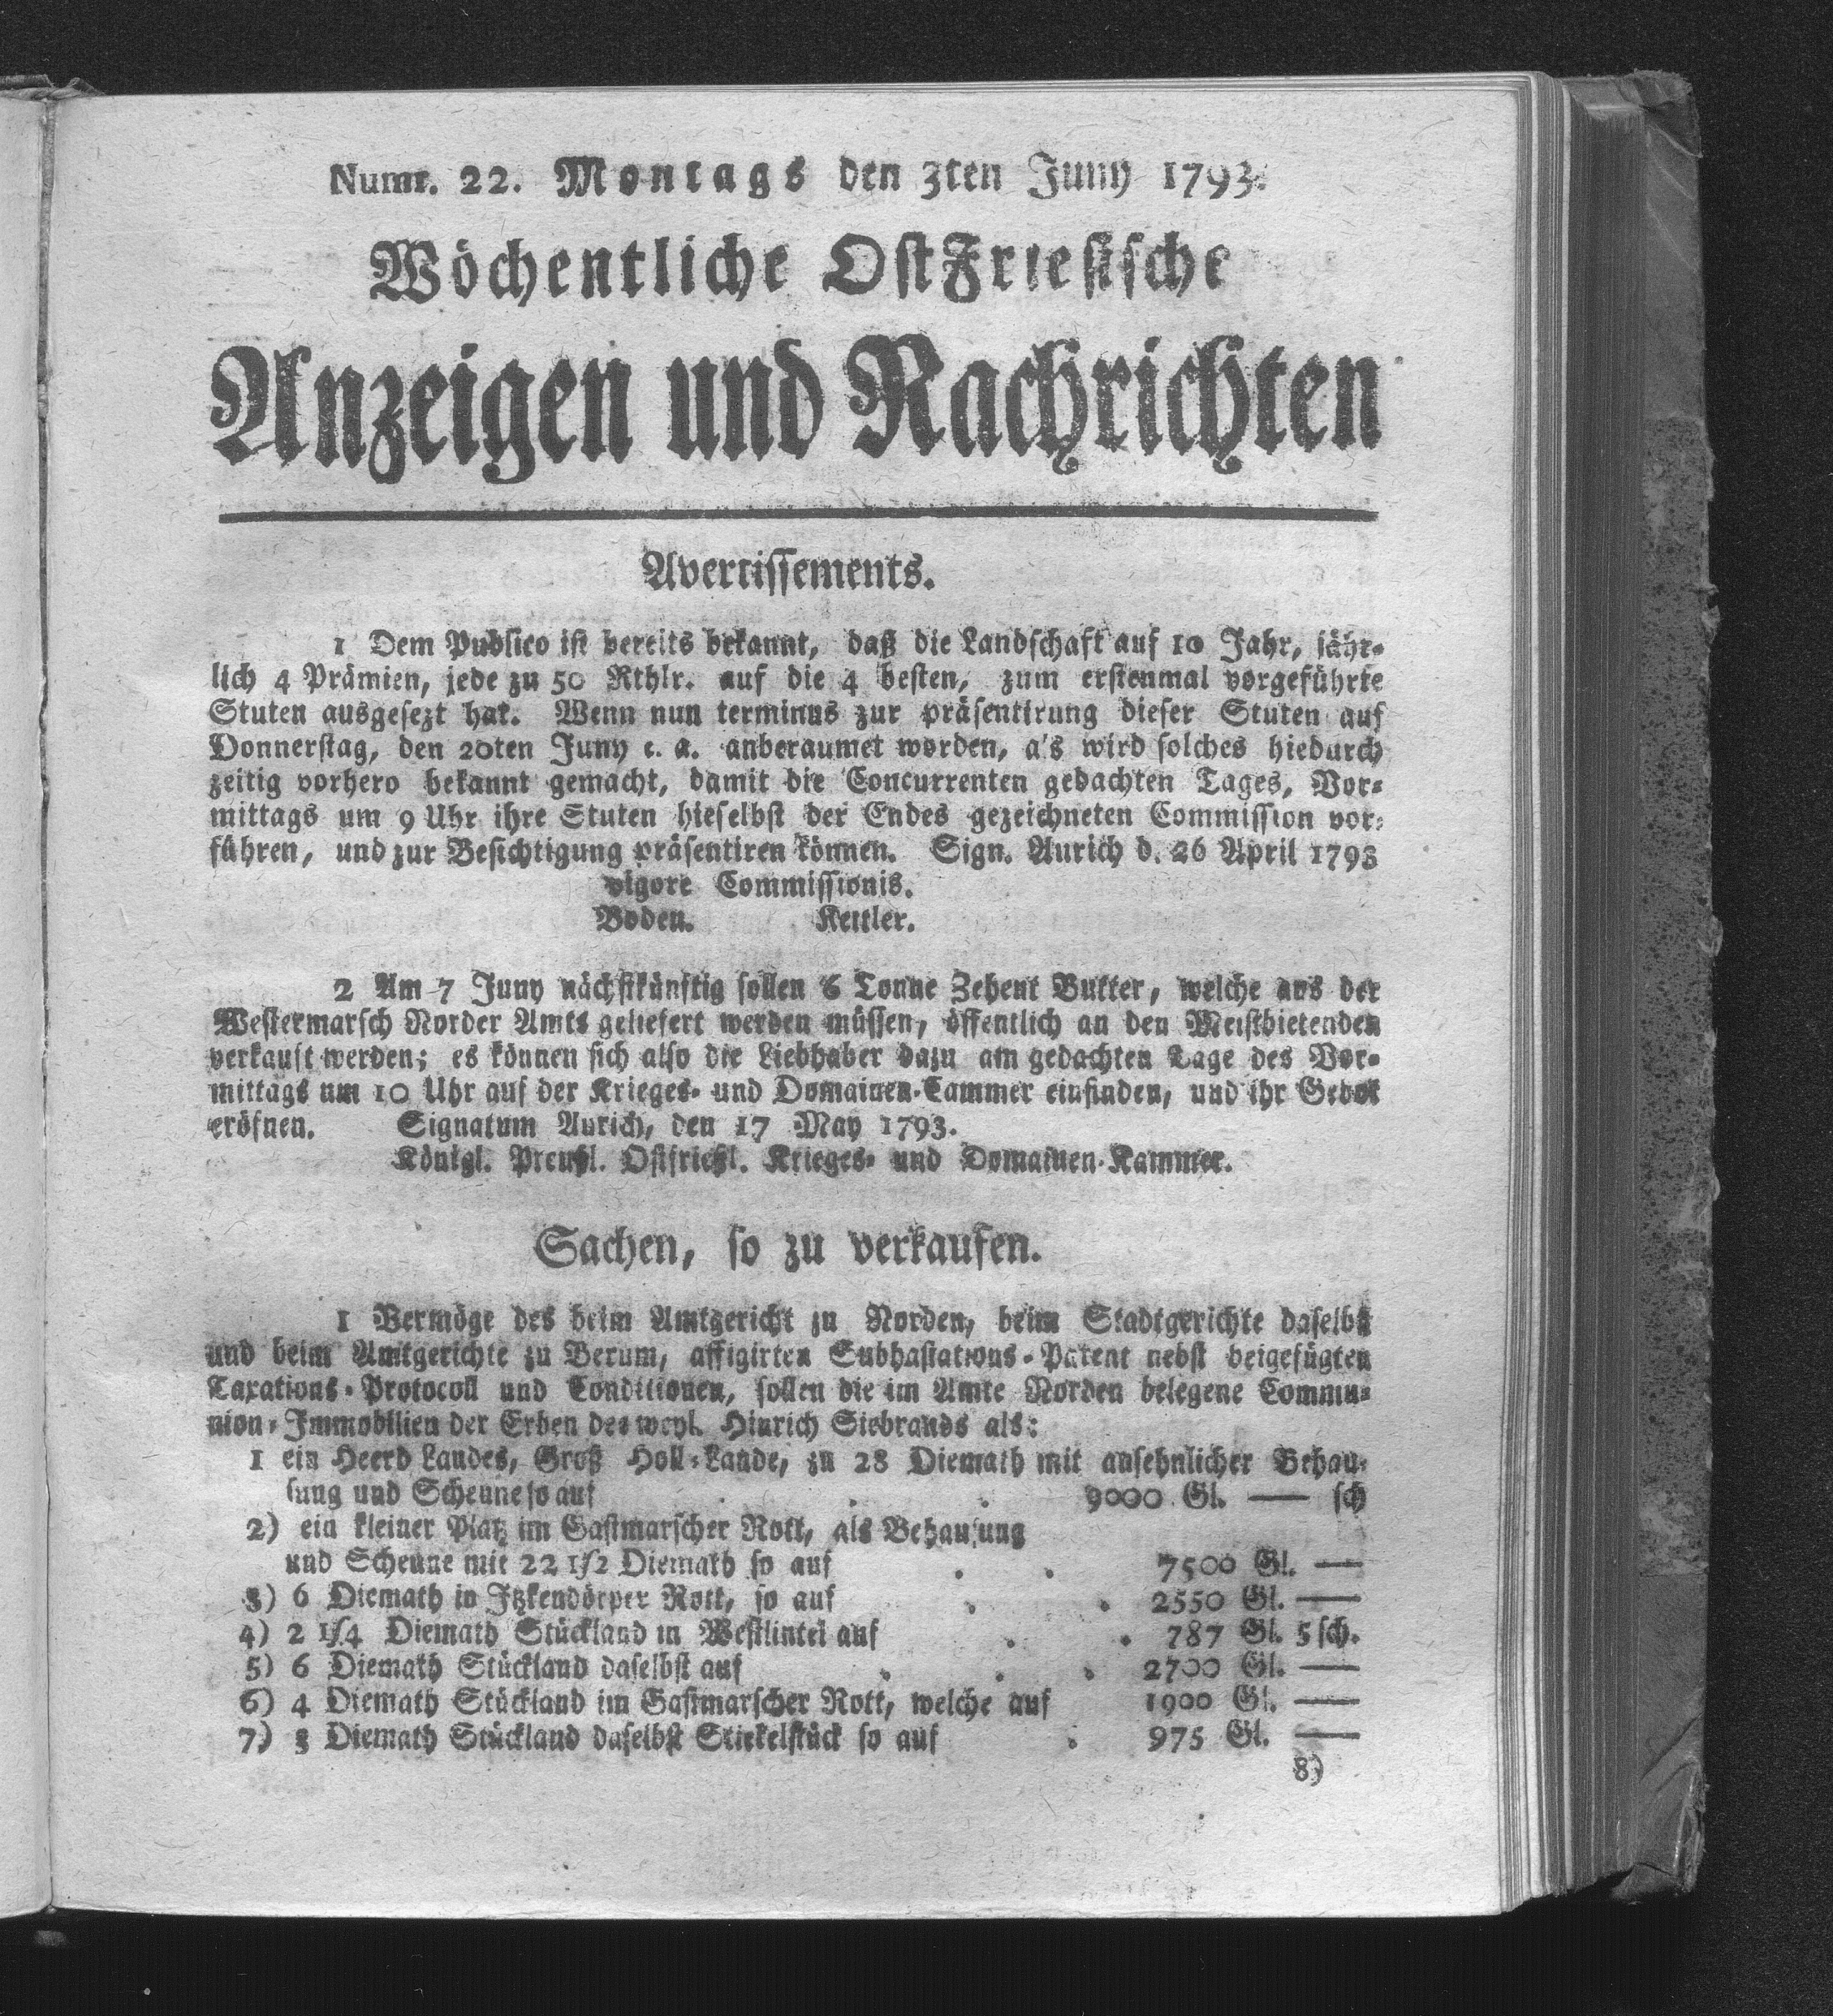 Numr. 22. Montags den 3ten Juny 1793.
Wöchentliche OstFriesische
Anzeigen und Nachrichten
Avertissements.
1 Dem Publico ist bereits bekannt, daß die Landschaft auf 10 Jahr, jähr-
lich 4 Prämien, jede zu 50 Rthlr. auf die 4 besten, zum erstenmal vorgeführte
Stuten ausgesezt hat. Wenn nun terminus zur präsentirung dieser Stuten auf
Donnerstag, den 20ten Juny c. a. anberaumet worden, a's wird solches hiedurch
zeitig vorhero bekannt gemacht, damit die Concurrenten gedachten Tages, Vor-
mittags um 9 Uhr ihre Stuten hieselbst der Endes gezeichneten Commission vor-
führen, und zur Besichtigung präsentiren können. Sign. Aurich d. 26 April 1793
vigore Commissionis.
Boden. Kettler.
2 Am 7 Juny nächstkünftig sollen 6 Tonne Zehent Butter, welche aus der
Westermarsch Norder Amts geliefert werden müssen, öffentlich an den Meistbietenden
verkauft werden; es können sich also die Liebhaber dazu am gedachten Tage des Vor-
mittags um 10 Uhr auf der Krieges- und Domainen-Cammer einfinden, und ihr Gebot
eröfnen. Signatum Aurich, den 17 May 1793.
Königl. Preußl. Ostfrießl. Krieges- und Domainen-Kammer.
Sachen, so zu verkaufen.
1 Vermöge des beim Amtgericht zu Norden, beim Stadtgerichte daselbst
und beim Amtgerichte zu Berum, affigirten Subhastations-Patent nebst beigefügten
Taxations-Protocoll und Conditionen, sollen die im Amte Norden belegene Commu-
nion-Immobilien der Erben des weyl. Hinrich Siebrands als:
1 ein Heerd Landes, Groß Holl-Lande, zu 28 Diemath mit ansehnlicher Behau-
sung und Scheune so auf . . . 9000 Gl. — sch
2) ein kleiner Platz im Gastmarscher Rott, als Behausung
und Scheune mit 22 1/2 Diemath so auf . . 7500 Gl. —
3) 6 Diemath in Itzkendörper Rott, so auf . . 2550 Gl. —
4) 2 1/4 Diemath Stückland in Westlintel auf . . 787 Gl. 5 sch.
5) 6 Diemath Stückland daselbst auf . . . 2700 Gl. —
6) 4 Diemath Stückland im Gastmarscher Rott, welche auf 1900 Gl. —
7) 3 Diemath Stückland daselbst Stiekelstück so auf . 975 Gl. —
8)